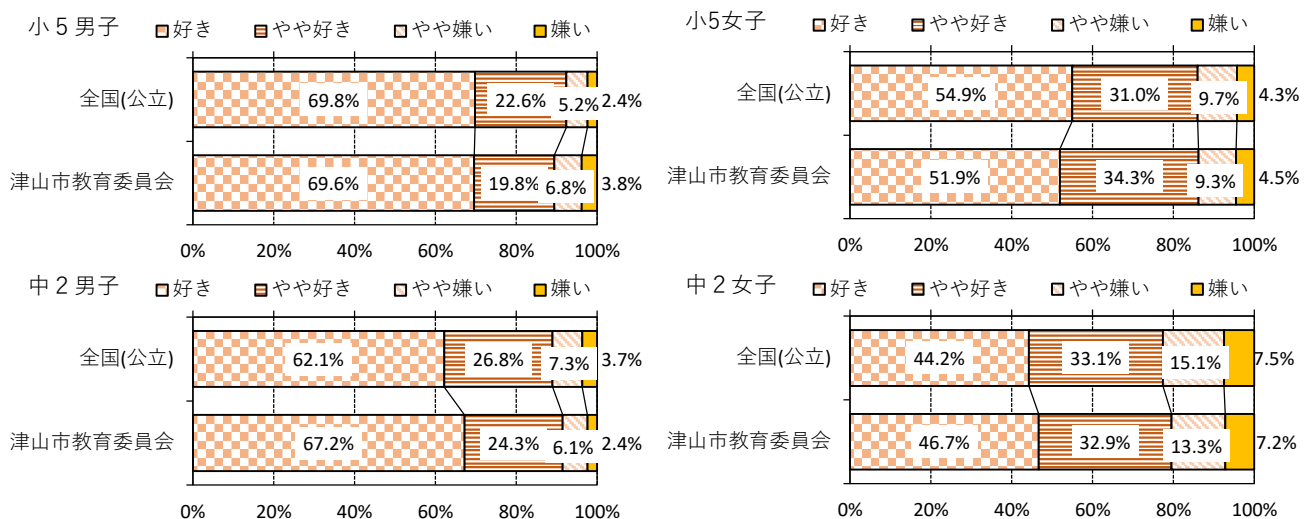 小5男子 好き やや好き やや嫌い 嫌い
全国(公立) 69.8% 22.6% 5.2% 2.4%
津山市教育委員会 69.6% 19.8% 6.8% 3.8%
0% 20% 40% 60% 80% 100%
小5女子 好き やや好き やや嫌い 嫌い
全国(公立) 54.9% 31.0% 9.7% 4.3%
津山市教育委員会 51.9% 34.3% 9.3% 4.5%
0% 20% 40% 60% 80% 100%
中2男子 好き やや好き やや嫌い 嫌い
全国(公立) 62.1% 26.8% 7.3% 3.7%
津山市教育委員会 67.2% 24.3% 6.1% 2.4%
0% 20% 40% 60% 80% 100%
中2女子 好き やや好き やや嫌い 嫌い
全国(公立) 44.2% 33.1% 15.1% 7.5%
津山市教育委員会 46.7% 32.9% 13.3% 7.2%
0% 20% 40% 60% 80% 100%